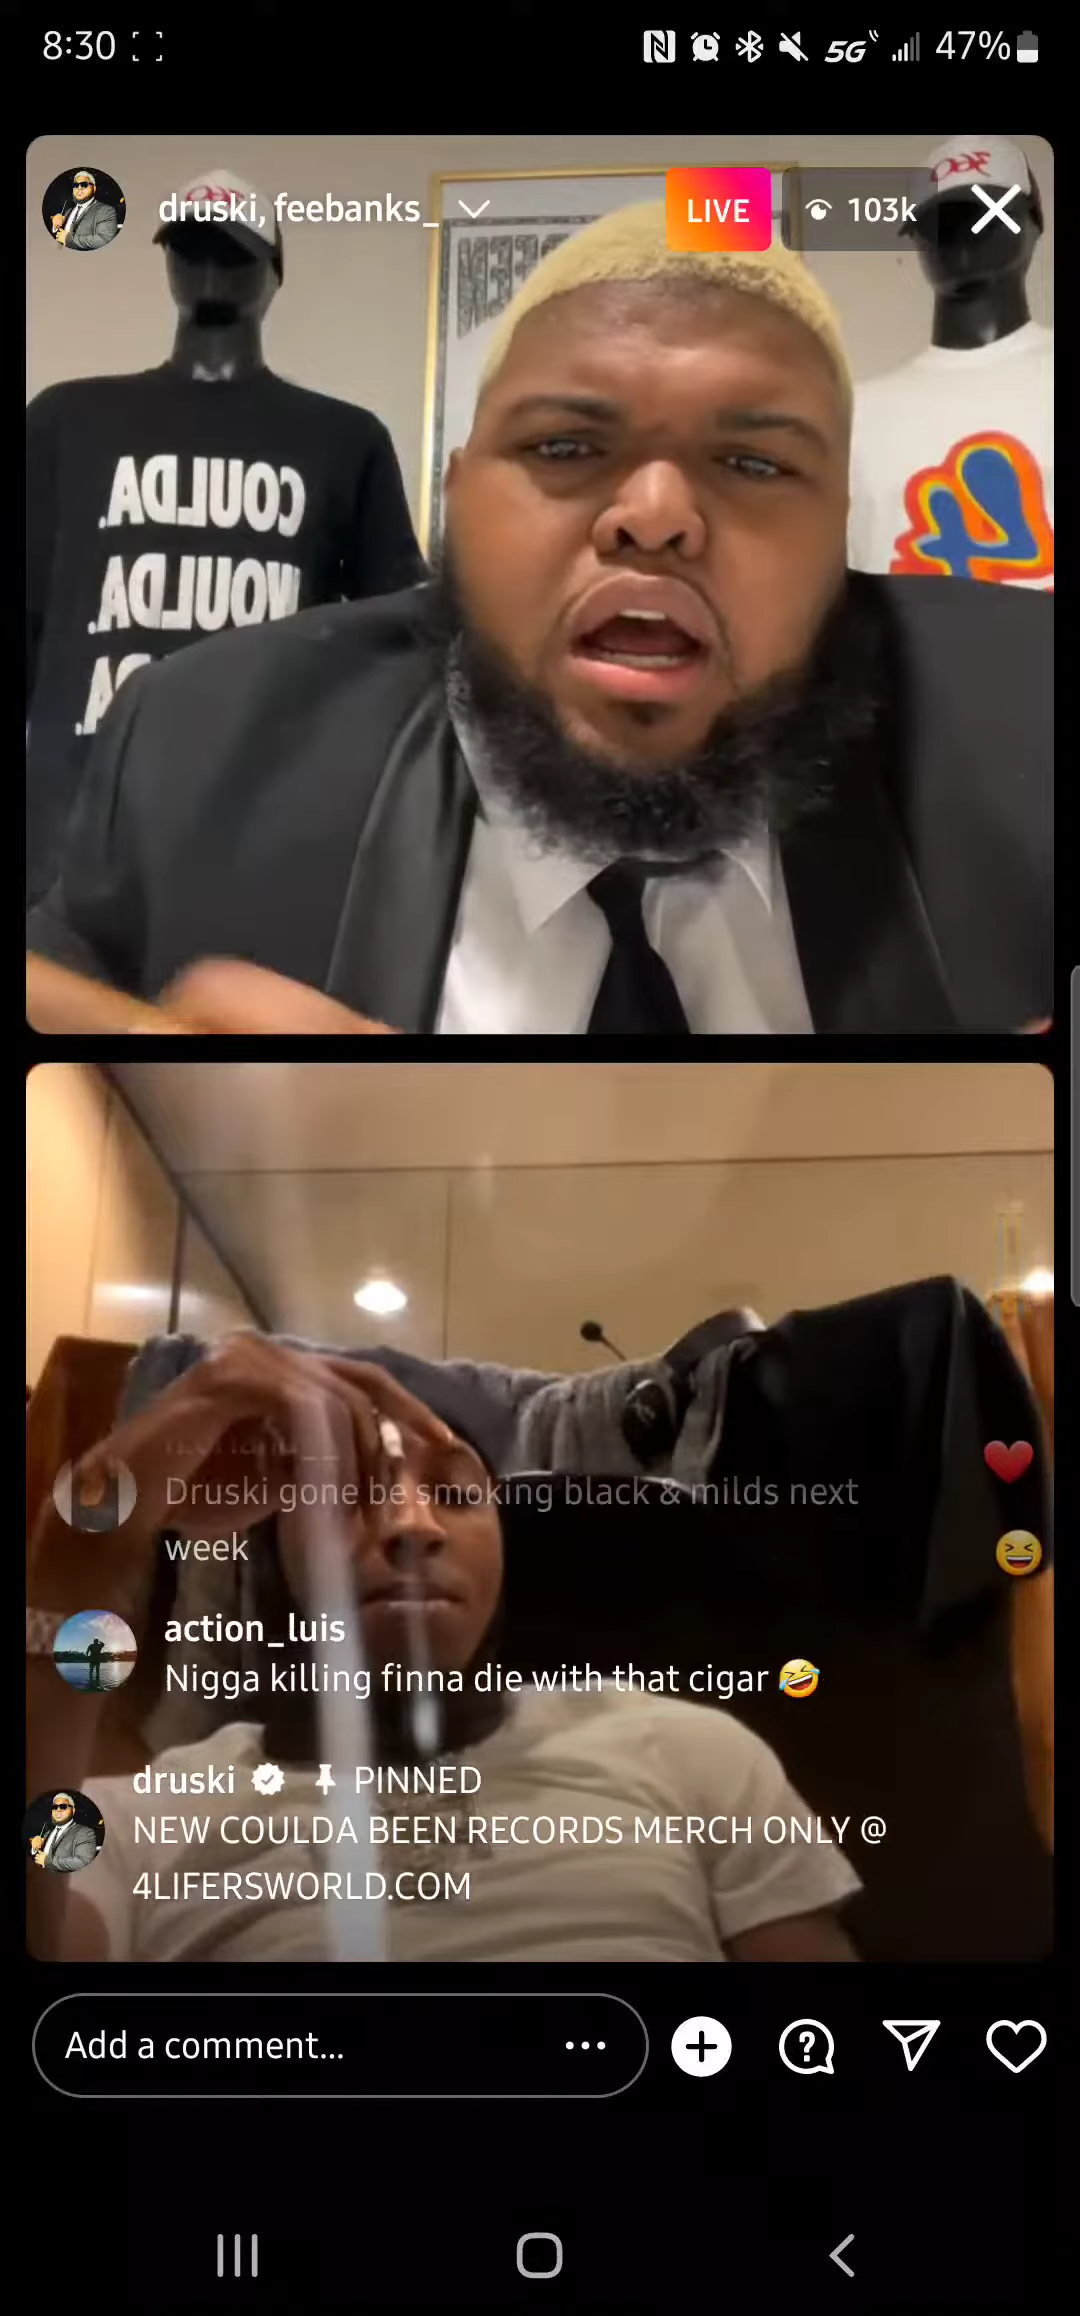 8:30
5G 47%
druski, feebanks_
LIVE
103k
COULDA.
WOULDA.
Druski gone be smoking black & milds next
week
action_luis
Nigga killing finna die with that cigar 🤣
druski PINNED
NEW COULDA BEEN RECORDS MERCH ONLY @
4LIFERSWORLD.COM
Add a comment...